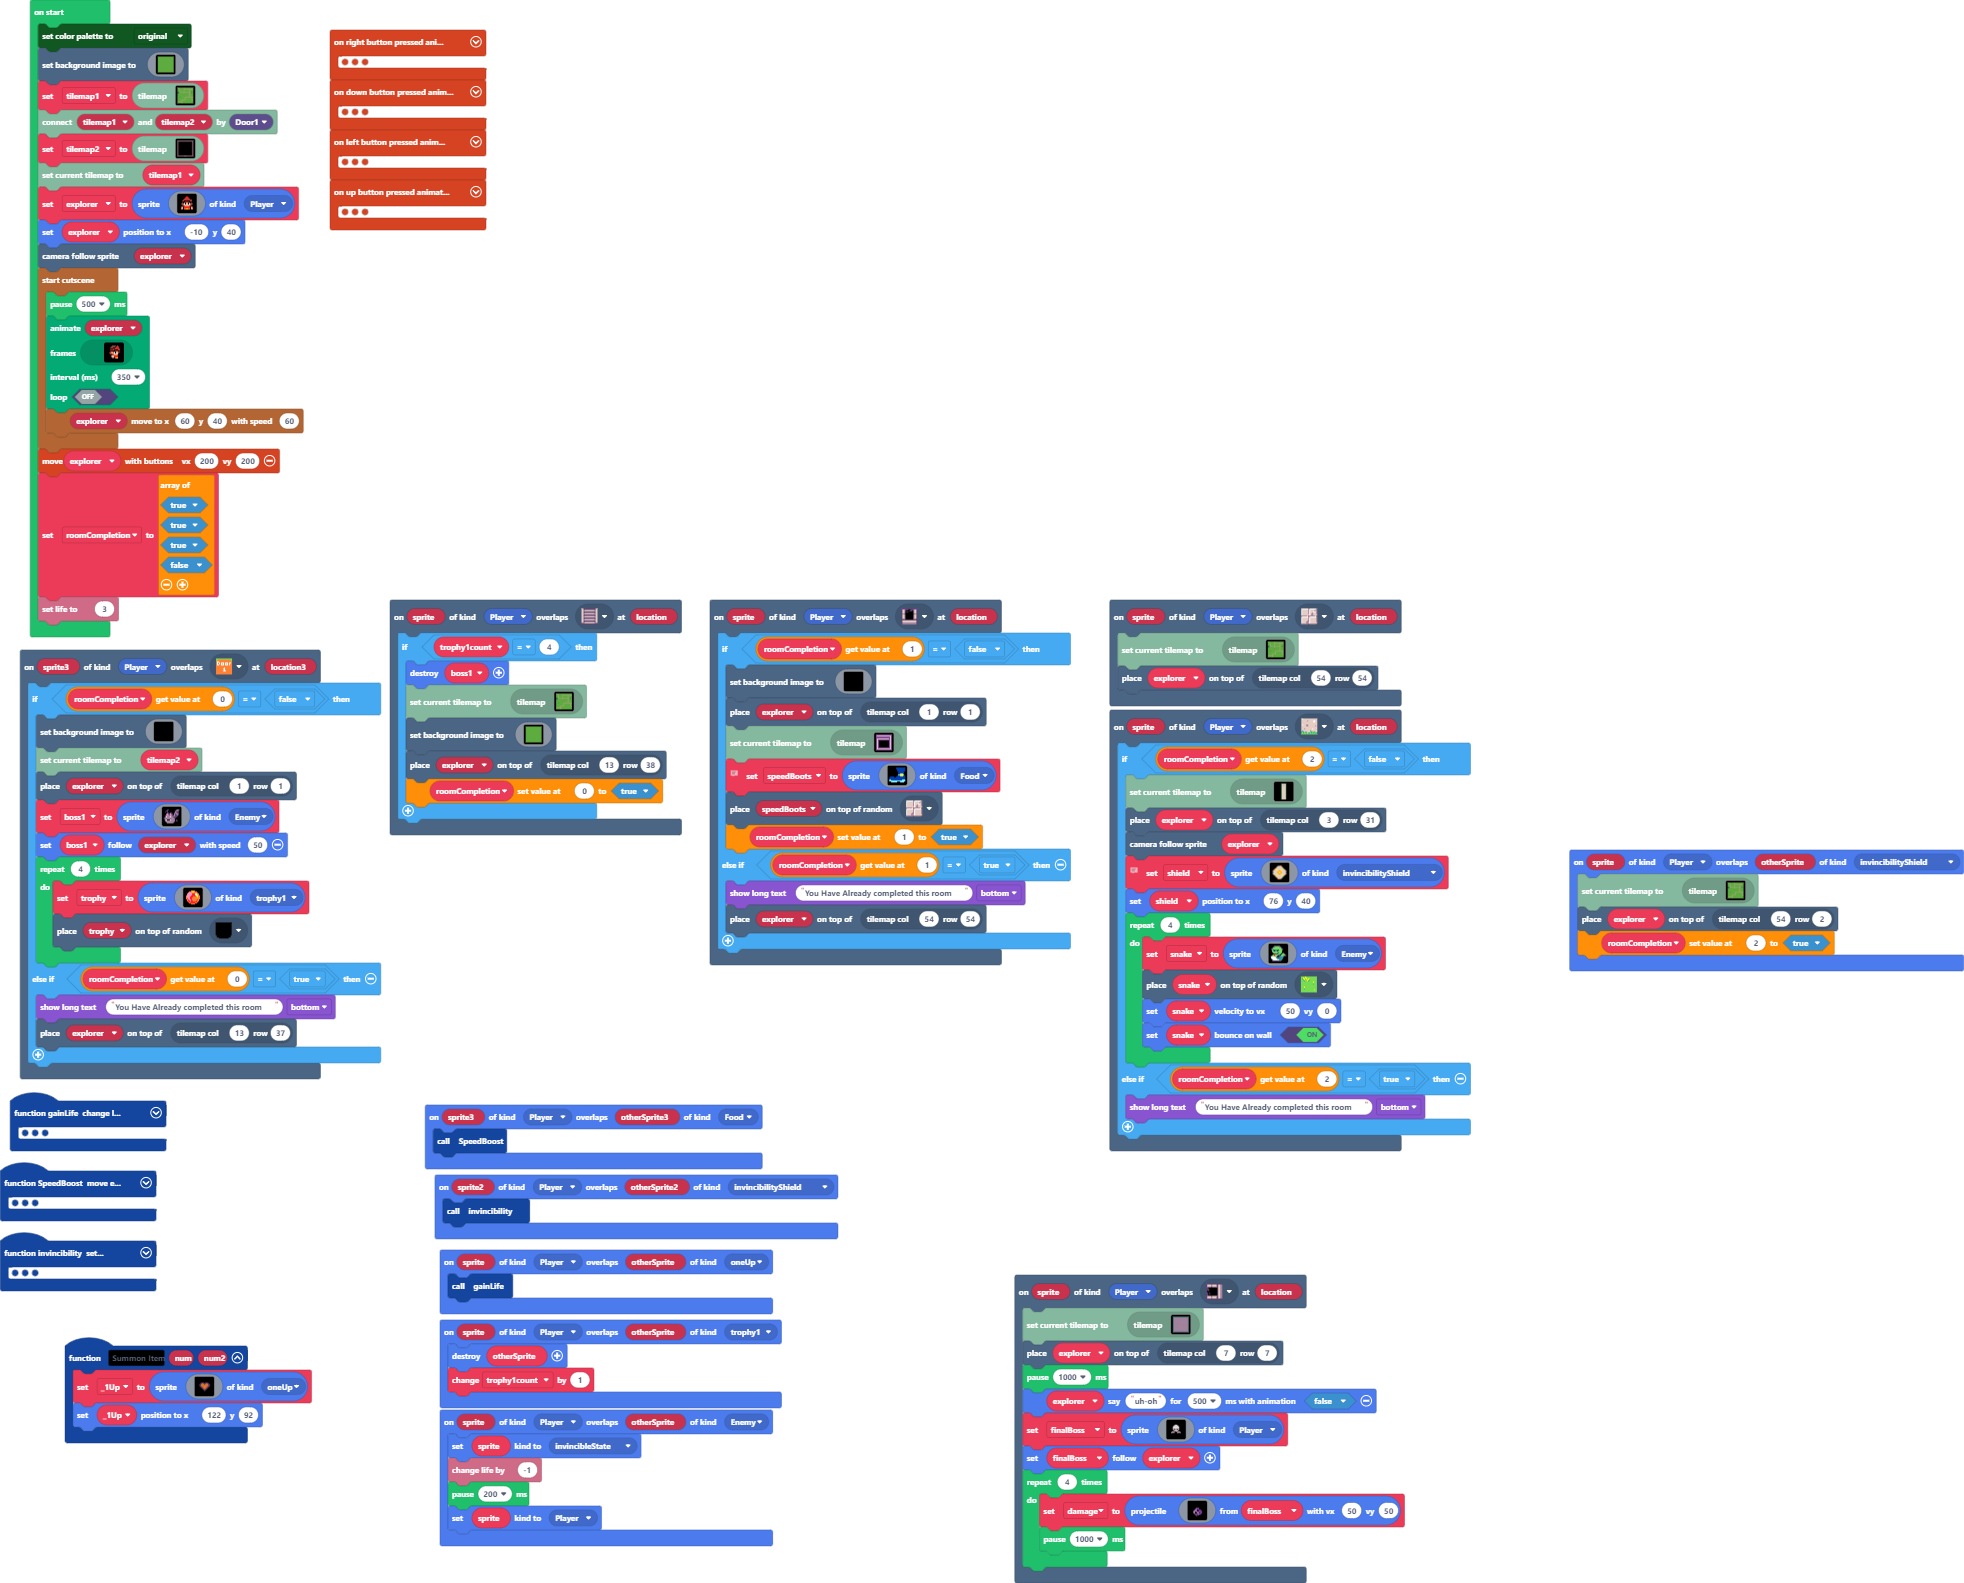 on start
set color palette to original
set background image to
set tilemap1 to tilemap
connect tilemap1 and tilemap2 by Door1
set tilemap2 to tilemap
set current tilemap to tilemap1
set explorer to sprite of kind Player
set explorer position to x -10 y 40
camera follow sprite explorer
start cutscene
pause 500 ms
animate explorer
frames
interval (ms) 350
loop OFF
explorer move to x 60 y 40 with speed 60
move explorer with buttons vx 200 vy 200
array of
true
true
set roomCompletion to
true
false
set life to 3
on right button pressed ani...
on down button pressed anim...
on left button pressed anim...
on up button pressed animat...
on sprite3 of kind Player overlaps at location3
if roomCompletion get value at 0 = false then
set background image to
set current tilemap to tilemap2
place explorer on top of tilemap col 1 row 1
set boss1 to sprite of kind Enemy
set boss1 follow explorer with speed 50
repeat 4 times
do
set trophy to sprite of kind trophy1
place trophy on top of random
else if roomCompletion get value at 0 = true then
show long text "You Have Already completed this room" bottom
place explorer on top of tilemap col 13 row 37
on sprite of kind Player overlaps at location
if trophy1count = 4 then
destroy boss1
set current tilemap to tilemap
set background image to
place explorer on top of tilemap col 13 row 38
roomCompletion set value at 0 to true
on sprite of kind Player overlaps at location
if roomCompletion get value at 1 = false then
set background image to
place explorer on top of tilemap col 1 row 1
set current tilemap to tilemap
set speedBoots to sprite of kind Food
place speedBoots on top of random
roomCompletion set value at 1 to true
else if roomCompletion get value at 1 = true then
show long text "You Have Already completed this room" bottom
place explorer on top of tilemap col 54 row 54
on sprite of kind Player overlaps at location
set current tilemap to tilemap
place explorer on top of tilemap col 54 row 54
on sprite of kind Player overlaps at location
if roomCompletion get value at 2 = false then
set current tilemap to tilemap
place explorer on top of tilemap col 3 row 31
camera follow sprite explorer
set shield to sprite of kind invincibilityShield
set shield position to x 76 y 40
repeat 4 times
do
set snake to sprite of kind Enemy
place snake on top of random
set snake velocity to vx 50 vy 0
set snake bounce on wall ON
else if roomCompletion get value at 2 = true then
show long text "You Have Already completed this room" bottom
on sprite of kind Player overlaps otherSprite of kind invincibilityShield
set current tilemap to tilemap
place explorer on top of tilemap col 54 row 2
roomCompletion set value at 2 to true
function gainLife change l...
function SpeedBoost move e...
function invincibility set...
function Summon Item num num2
set _1Up to sprite of kind oneUp
set _1Up position to x 122 y 92
on sprite3 of kind Player overlaps otherSprite3 of kind Food
call SpeedBoost
on sprite2 of kind Player overlaps otherSprite2 of kind invincibilityShield
call invincibility
on sprite of kind Player overlaps otherSprite of kind oneUp
call gainLife
on sprite of kind Player overlaps otherSprite of kind trophy1
destroy otherSprite
change trophy1count by 1
on sprite of kind Player overlaps otherSprite of kind Enemy
set sprite kind to invincibleState
change life by -1
pause 200 ms
set sprite kind to Player
on sprite of kind Player overlaps at location
set current tilemap to tilemap
place explorer on top of tilemap col 7 row 7
pause 1000 ms
explorer say "uh-oh" for 500 ms with animation false
set finalBoss to sprite of kind Player
set finalBoss follow explorer
repeat 4 times
do
set damage to projectile from finalBoss with vx 50 vy 50
pause 1000 ms